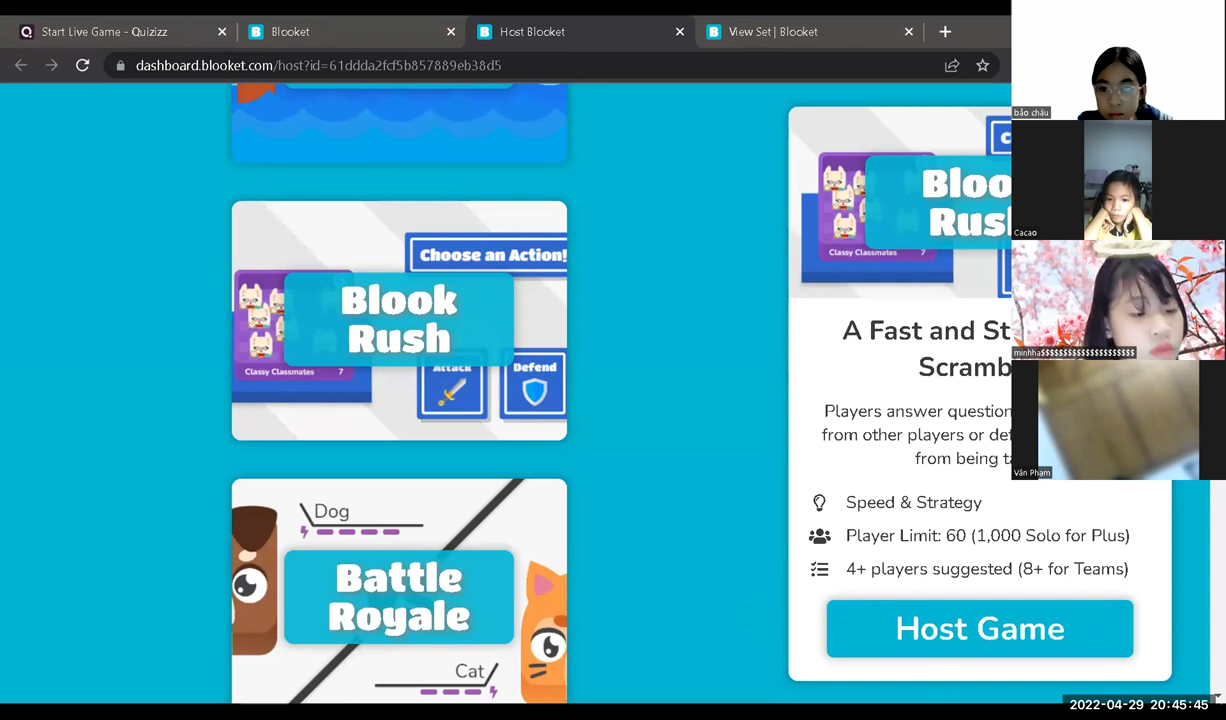 Start Live Game - Quizizz
Blooket
Host Blooket
View Set | Blooket
dashboard.blooket.com/host?id=61ddda2fcf5b857889eb38d5
Choose an Action!
Blook
Rush
Classy Classmates 7
Attack
Defend
Dog
Battle
Royale
Cat
Bloo
Rus
Classy Classmates 7
A Fast and St
Scramb
Players answer question
from other players or def
from being ta
Speed & Strategy
Player Limit: 60 (1,000 Solo for Plus)
4+ players suggested (8+ for Teams)
Host Game
bảo châu
Cacao
minhha$$$$$$$$$$$$$$$$$$$$
Vân Phạm
2022-04-29 20:45:45